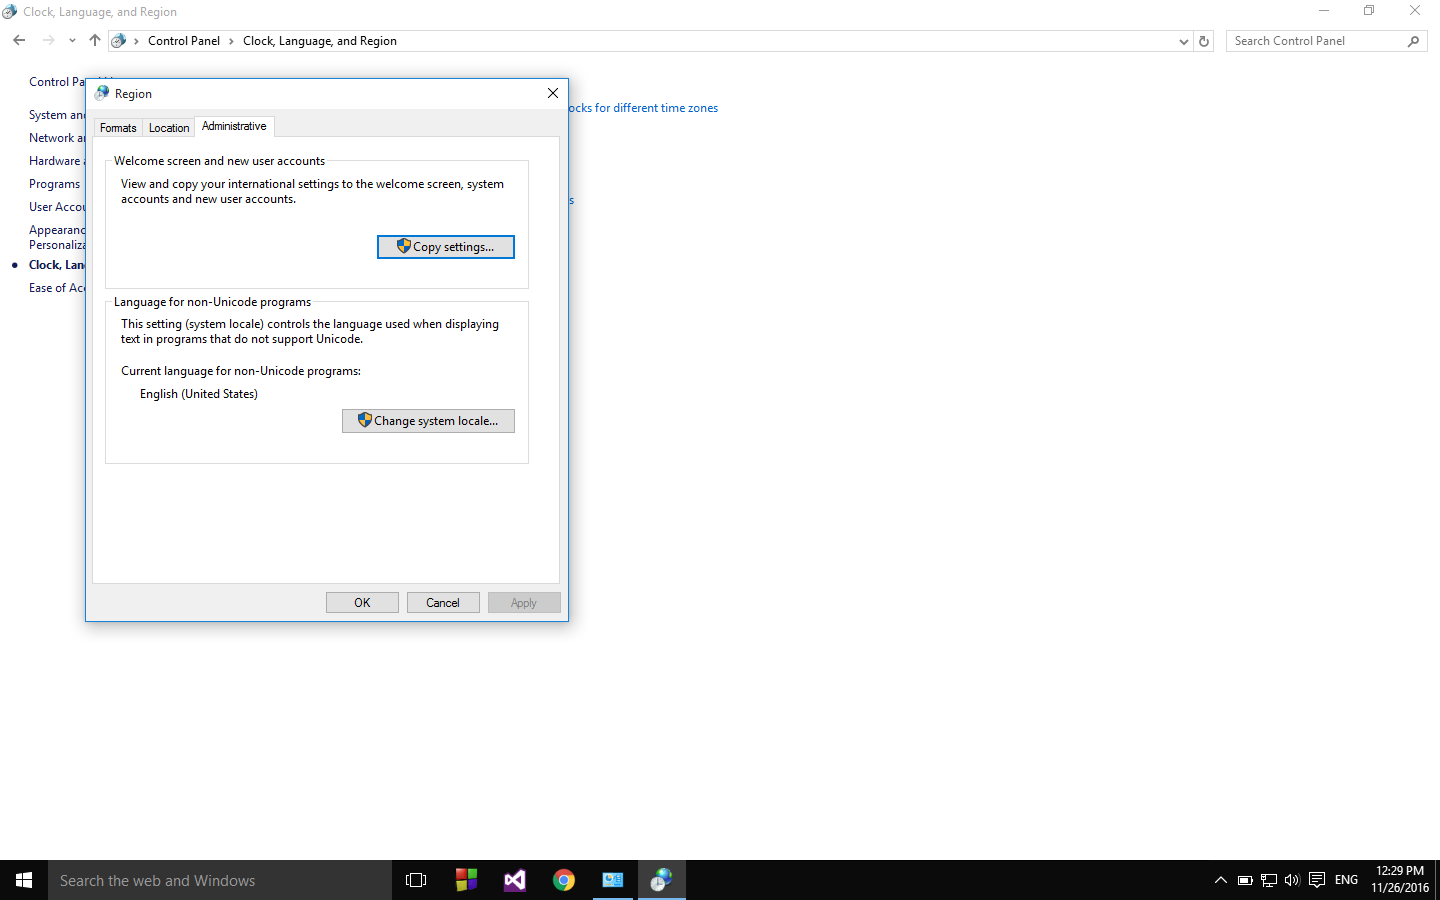 Clock, Language, and Region
Control Panel > Clock, Language, and Region
Search Control Panel
Control Pa
System an
Network a
Hardware
Programs
User Accou
Appearanc
Personaliza
Clock, Lan
Ease of Ac
ocks for different time zones
s
Region
Formats Location Administrative
Welcome screen and new user accounts
View and copy your international settings to the welcome screen, system
accounts and new user accounts.
Copy settings...
Language for non-Unicode programs
This setting (system locale) controls the language used when displaying
text in programs that do not support Unicode.
Current language for non-Unicode programs:
English (United States)
Change system locale...
OK Cancel Apply
Search the web and Windows
ENG
12:29 PM
11/26/2016